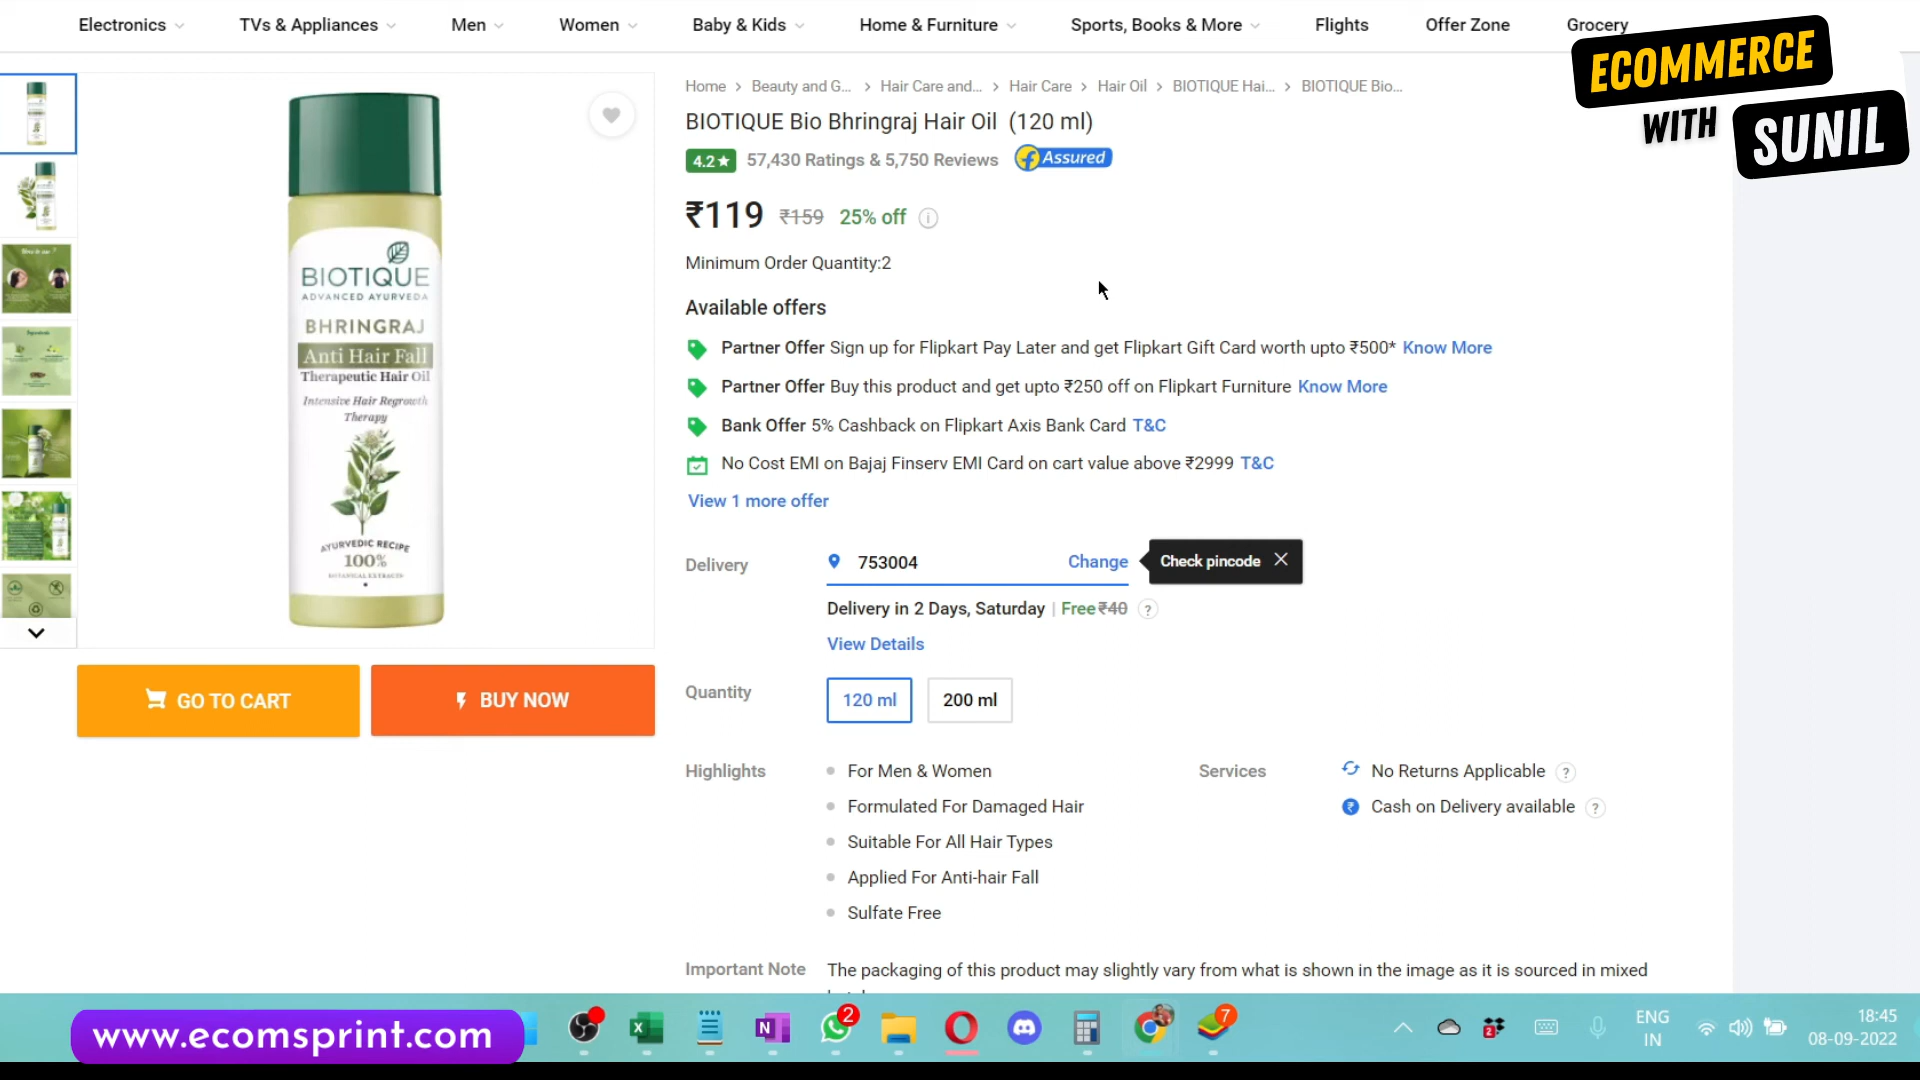 Electronics
TVs & Appliances
Men
Women
Baby & Kids
Home & Furniture
Sports, Books & More
Flights
Offer Zone
Grocery
ECOMMERCE
WITH SUNIL
Home > Beauty and G... > Hair Care and... > Hair Care > Hair Oil > BIOTIQUE Hai... > BIOTIQUE Bio...
BIOTIQUE Bio Bhringraj Hair Oil (120 ml)
4.2★ 57,430 Ratings & 5,750 Reviews Assured
₹119 ₹159 25% off
Minimum Order Quantity:2
Available offers
Partner Offer Sign up for Flipkart Pay Later and get Flipkart Gift Card worth upto ₹500* Know More
Partner Offer Buy this product and get upto ₹250 off on Flipkart Furniture Know More
Bank Offer 5% Cashback on Flipkart Axis Bank Card T&C
No Cost EMI on Bajaj Finserv EMI Card on cart value above ₹2999 T&C
View 1 more offer
BIOTIQUE
ADVANCED AYURVEDA
BHRINGRAJ
Anti Hair Fall
Therapeutic Hair Oil
Intensive Hair Regrowth
Therapy
AYURVEDIC RECIPE
100%
BOTANICAL EXTRACTS
GO TO CART
BUY NOW
Delivery 753004 Change Check pincode
Delivery in 2 Days, Saturday | Free ₹40 ?
View Details
Quantity 120 ml 200 ml
Highlights
For Men & Women
Formulated For Damaged Hair
Suitable For All Hair Types
Applied For Anti-hair Fall
Sulfate Free
Services
No Returns Applicable ?
Cash on Delivery available ?
Important Note The packaging of this product may slightly vary from what is shown in the image as it is sourced in mixed
www.ecomsprint.com
2
7
2
ENG
IN
18:45
08-09-2022